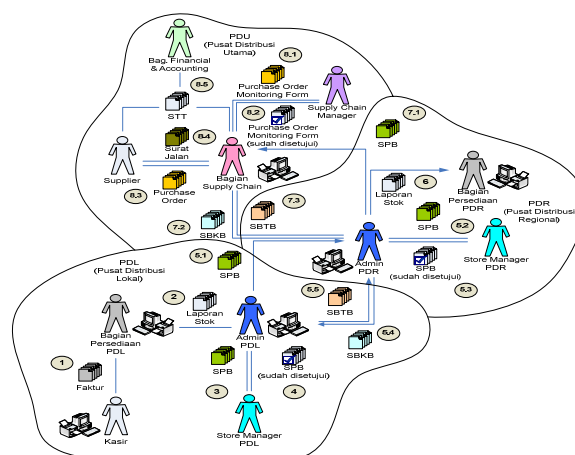 Bag. Financial
& Accounting
PDU
(Pusat Distribusi
Utama)
8.1
Purchase Order
Monitoring Form
Supply Chain
Manager
8.5
STT
8.2
Purchase Order
Monitoring Form
(sudah disetujui)
8.4
Surat
Jalan
Supplier
8.3
Purchase
Order
Bagian
Supply Chain
7.1
SPB
6
Laporan
Stok
Bagian
Persediaan
PDR
PDR
(Pusat Distribusi
Regional)
7.2
SBKB
7.3
SBTB
SPB
5.2
Admin
PDR
SPB
(sudah disetujui)
Store Manager
PDR
5.3
PDL
(Pusat Distribusi
Lokal)
5.1
SPB
5.5
SBTB
2
Laporan
Stok
Bagian
Persediaan
PDL
Admin
PDL
5.4
SBKB
1
Faktur
SPB
3
SPB
(sudah disetujui)
4
Kasir
Store Manager
PDL